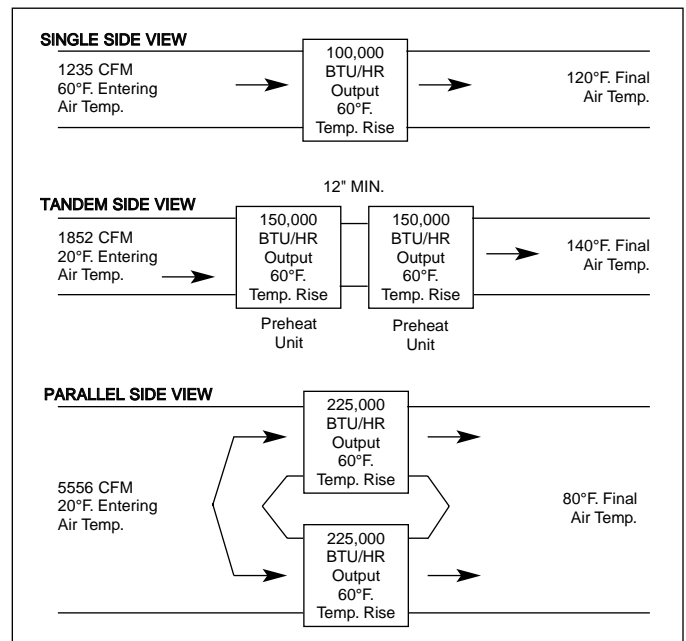 SINGLE SIDE VIEW
1235 CFM
60°F. Entering
Air Temp.
100,000
BTU/HR
Output
60°F.
Temp. Rise
120°F. Final
Air Temp.
12" MIN.
TANDEM SIDE VIEW
1852 CFM
20°F. Entering
Air Temp.
150,000
BTU/HR
Output
60°F.
Temp. Rise
Preheat
Unit
150,000
BTU/HR
Output
60°F.
Temp. Rise
Preheat
Unit
140°F. Final
Air Temp.
PARALLEL SIDE VIEW
5556 CFM
20°F. Entering
Air Temp.
225,000
BTU/HR
Output
60°F.
Temp. Rise
225,000
BTU/HR
Output
60°F.
Temp. Rise
80°F. Final
Air Temp.